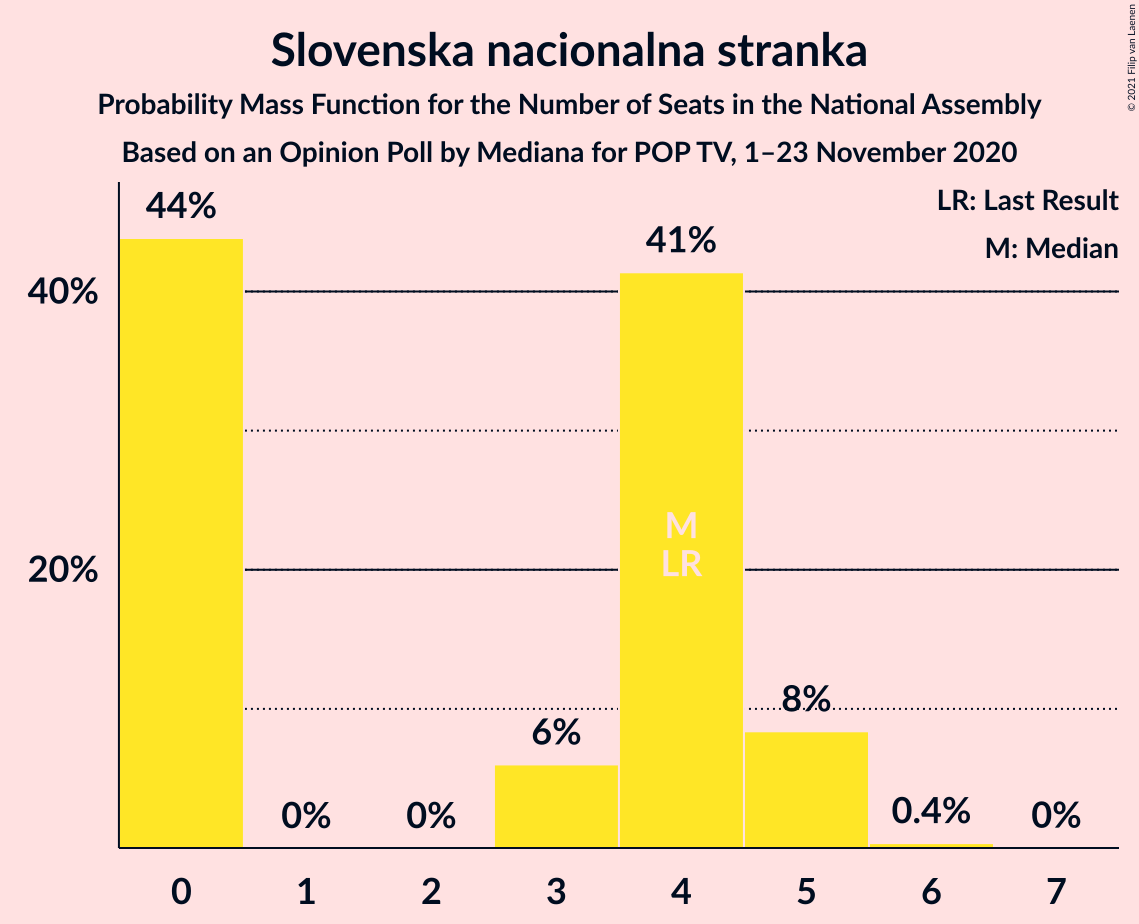 Slovenska nacionalna stranka
Probability Mass Function for the Number of Seats in the National Assembly
Based on an Opinion Poll by Mediana for POP TV, 1–23 November 2020
© 2021 Filip van Laenen
LR: Last Result
M: Median
44%
41%
40%
M
LR
20%
8%
6%
0%
0%
0.4%
0%
0
1
2
3
4
5
6
7